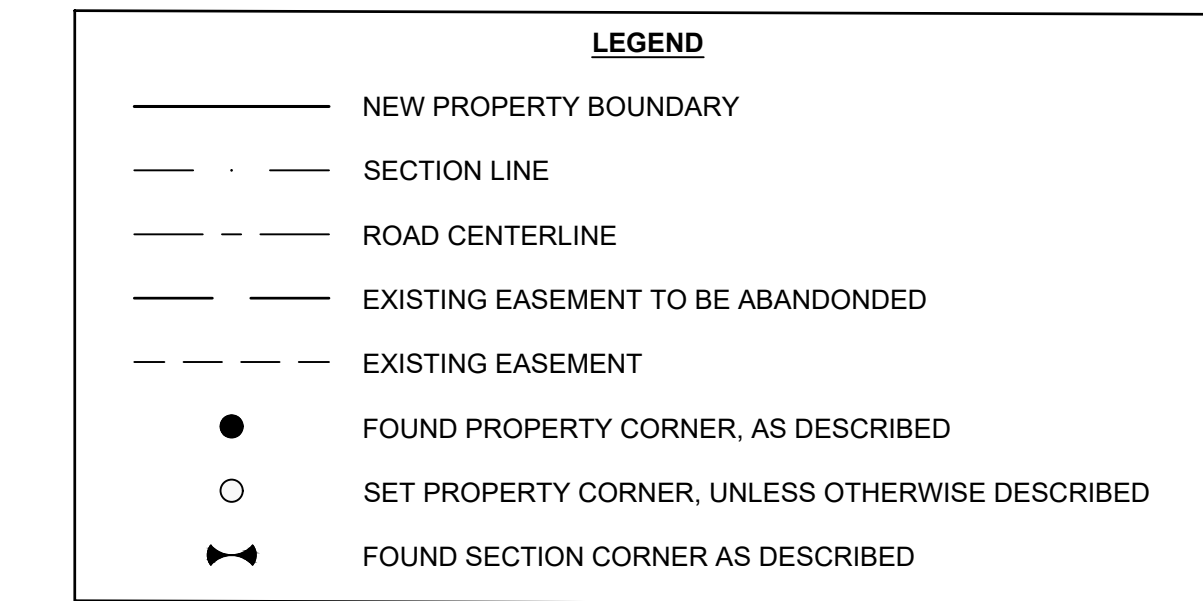 LEGEND
NEW PROPERTY BOUNDARY
SECTION LINE
ROAD CENTERLINE
EXISTING EASEMENT TO BE ABANDONDED
EXISTING EASEMENT
FOUND PROPERTY CORNER, AS DESCRIBED
SET PROPERTY CORNER, UNLESS OTHERWISE DESCRIBED
FOUND SECTION CORNER AS DESCRIBED